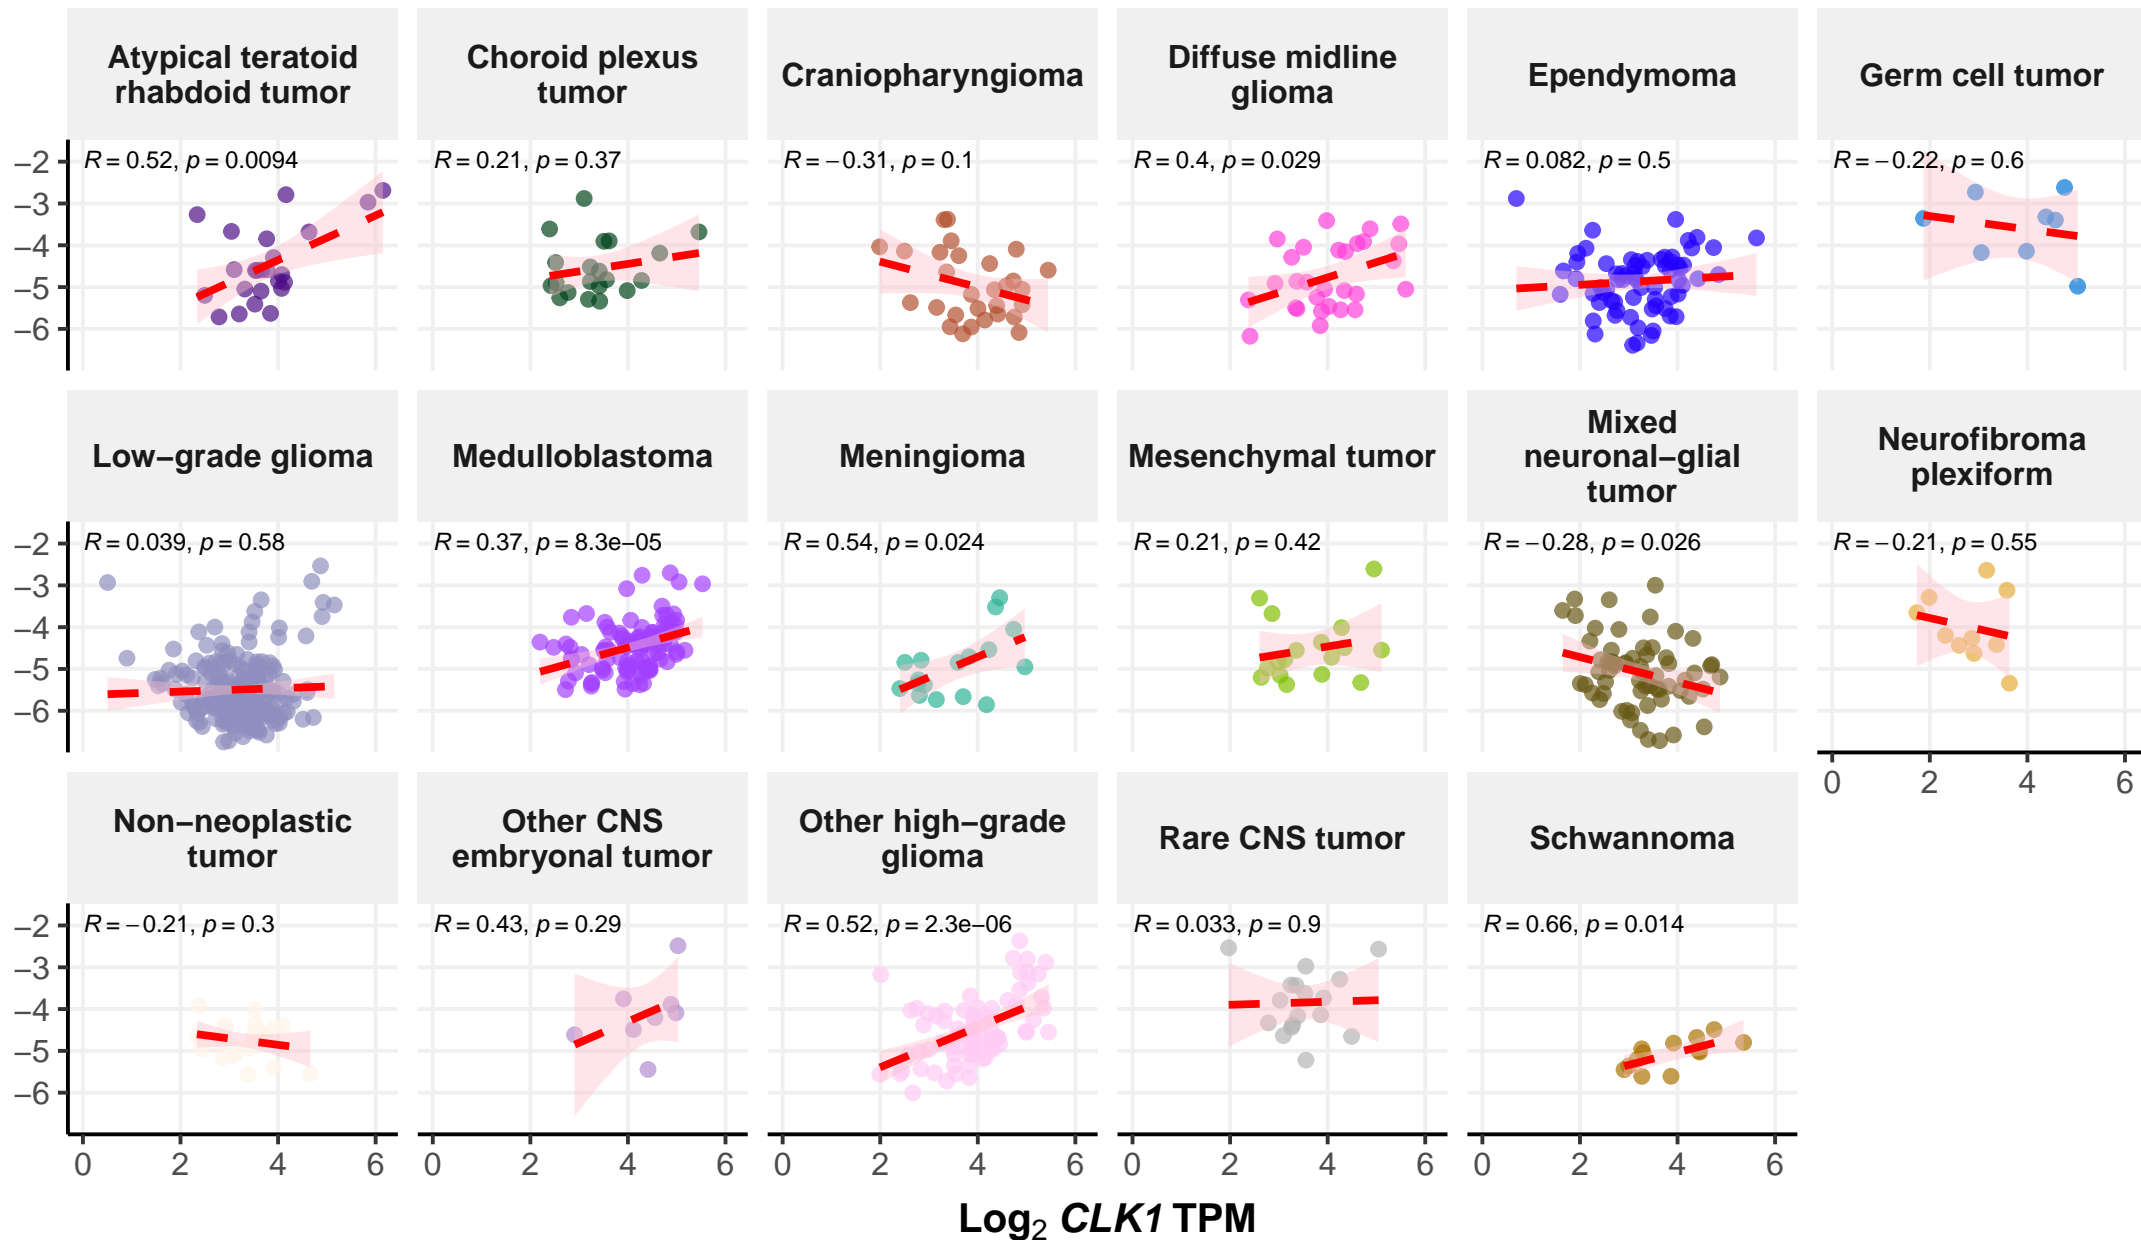 Atypical teratoid
rhabdoid tumor
Choroid plexus
tumor
Craniopharyngioma
Diffuse midline
glioma
Ependymoma
Germ cell tumor
R = 0.52, p = 0.0094
R = 0.21, p = 0.37
R = −0.31, p = 0.1
R = 0.4, p = 0.029
R = 0.082, p = 0.5
R = −0.22, p = 0.6
−2
−3
−4
−5
−6
Low−grade glioma
Medulloblastoma
Meningioma
Mesenchymal tumor
Mixed
neuronal−glial
tumor
Neurofibroma
plexiform
R = 0.039, p = 0.58
R = 0.37, p = 8.3e−05
R = 0.54, p = 0.024
R = 0.21, p = 0.42
R = −0.28, p = 0.026
R = −0.21, p = 0.55
−2
−3
−4
−5
−6
0 2 4 6
Non−neoplastic
tumor
Other CNS
embryonal tumor
Other high−grade
glioma
Rare CNS tumor
Schwannoma
R = −0.21, p = 0.3
R = 0.43, p = 0.29
R = 0.52, p = 2.3e−06
R = 0.033, p = 0.9
R = 0.66, p = 0.014
−2
−3
−4
−5
−6
0 2 4 6
0 2 4 6
0 2 4 6
0 2 4 6
0 2 4 6
Log₂ CLK1 TPM